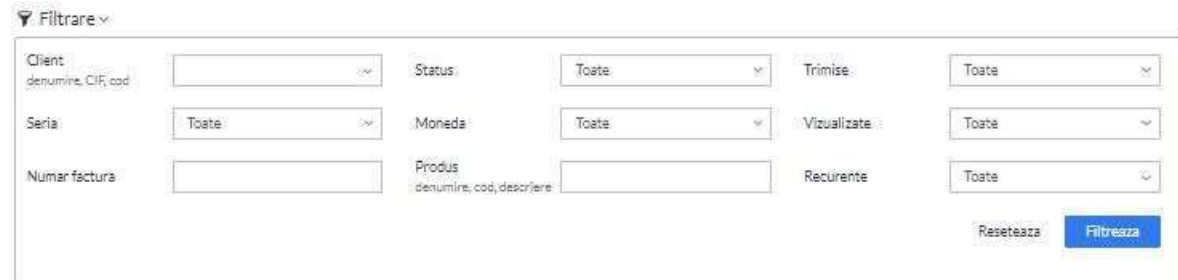 Filtrare
Client
denumire, CIF, cod
Status
Toate
Trimise
Toate
Seria
Toate
Moneda
Toate
Vizualizate
Toate
Numar factura
Produs
denumire, cod, descriere
Recurente
Toate
Reseteaza
Filtreaza